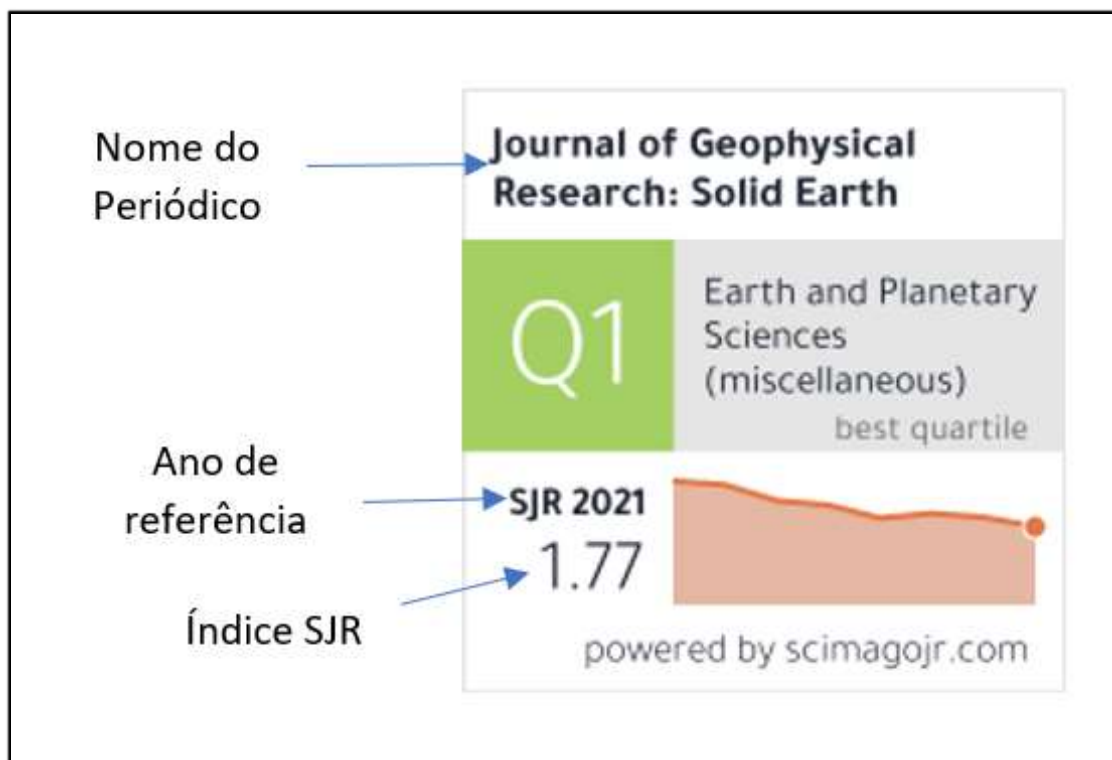 Nome do
Periódico
Journal of Geophysical
Research: Solid Earth
Q1
Earth and Planetary
Sciences
(miscellaneous)
best quartile
Ano de
referência
SJR 2021
1.77
Índice SJR
powered by scimagojr.com